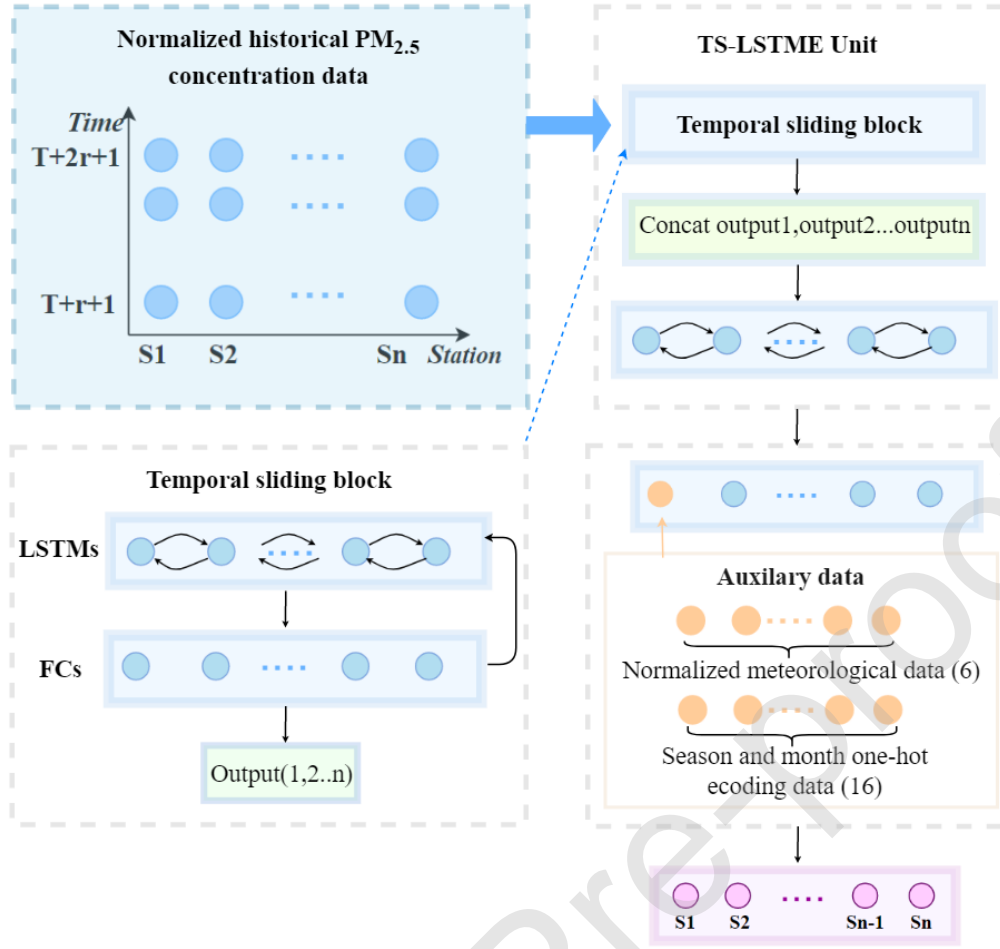 Normalized historical PM2.5
concentration data
Time
T+2r+1
T+r+1
S1 S2 Sn Station
TS-LSTME Unit
Temporal sliding block
Concat output1,output2...outputn
Temporal sliding block
LSTMs
FCs
Output(1,2..n)
Auxilary data
Normalized meteorological data (6)
Season and month one-hot
ecoding data (16)
S1 S2 Sn-1 Sn
Pre-proo